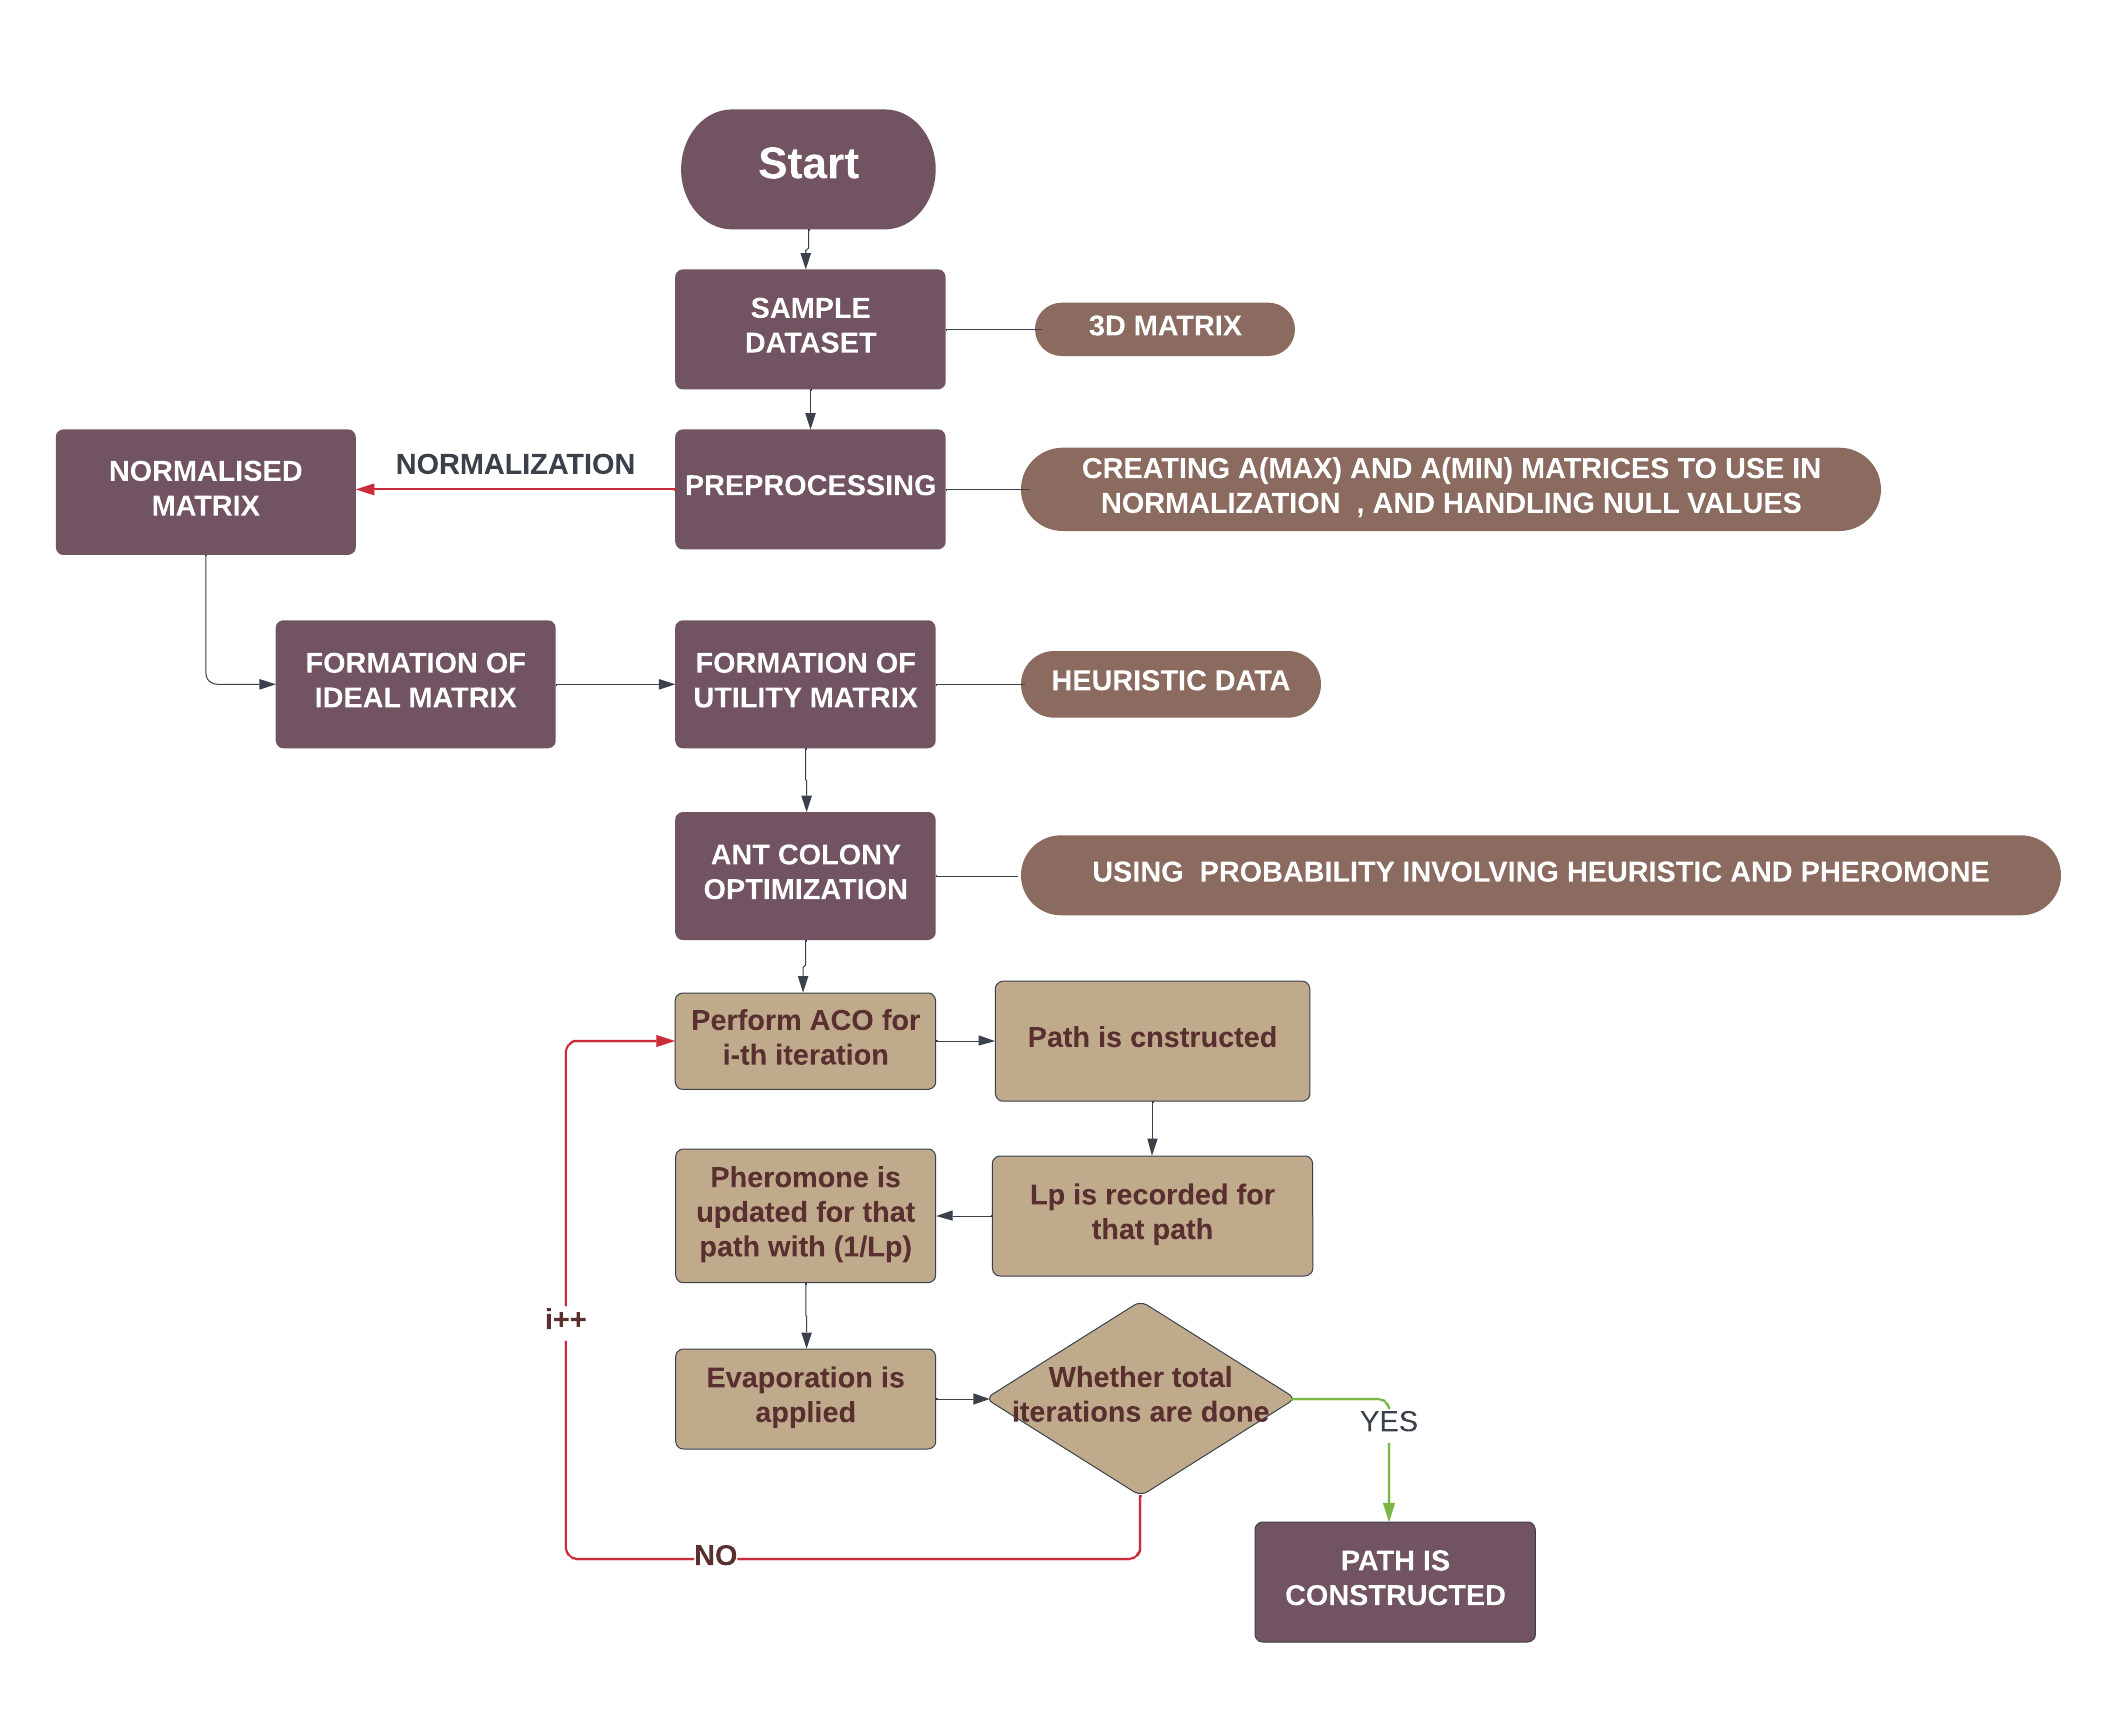 Start
SAMPLE
DATASET
3D MATRIX
NORMALISED
MATRIX
NORMALIZATION
PREPROCESSING
CREATING A(MAX) AND A(MIN) MATRICES TO USE IN
NORMALIZATION  , AND HANDLING NULL VALUES
FORMATION OF
IDEAL MATRIX
FORMATION OF
UTILITY MATRIX
HEURISTIC DATA
ANT COLONY
OPTIMIZATION
USING  PROBABILITY INVOLVING HEURISTIC AND PHEROMONE
Perform ACO for
i-th iteration
Path is cnstructed
Pheromone is
updated for that
path with (1/Lp)
Lp is recorded for
that path
i++
Evaporation is
applied
Whether total
iterations are done
YES
NO
PATH IS
CONSTRUCTED